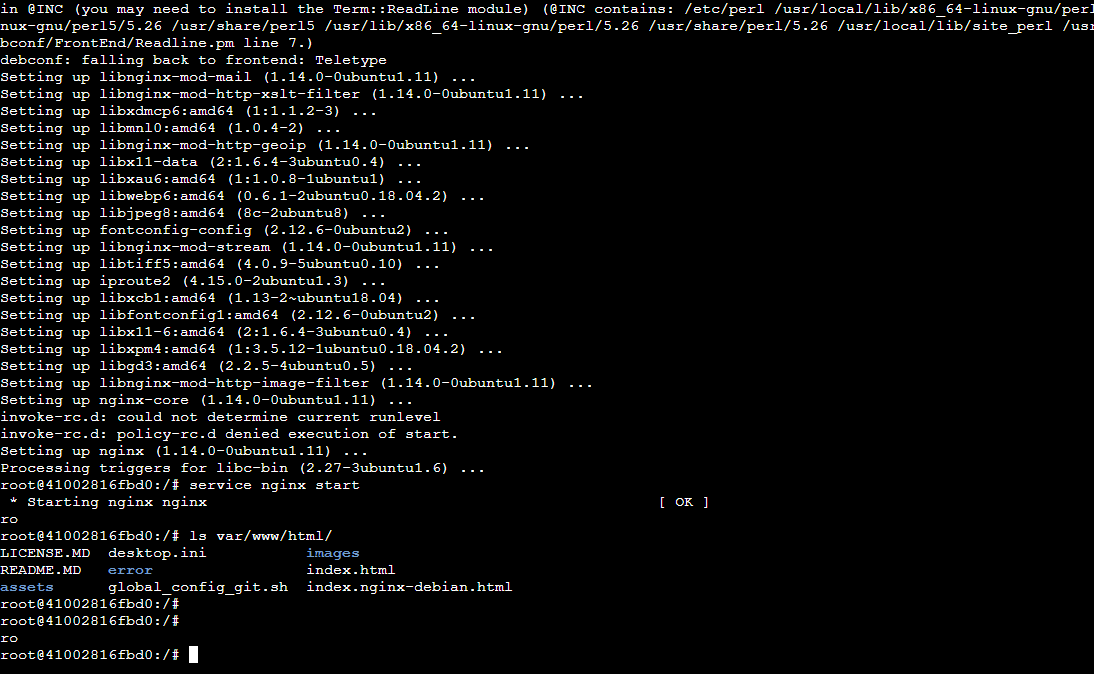 in @INC (you may need to install the Term::ReadLine module) (@INC contains: /etc/perl /usr/local/lib/x86_64-linux-gnu/perl
nux-gnu/perl5/5.26 /usr/share/perl5 /usr/lib/x86_64-linux-gnu/perl/5.26 /usr/share/perl/5.26 /usr/local/lib/site_perl /usr
bconf/FrontEnd/Readline.pm line 7.)
debconf: falling back to frontend: Teletype
Setting up libnginx-mod-mail (1.14.0-0ubuntu1.11) ...
Setting up libnginx-mod-http-xslt-filter (1.14.0-0ubuntu1.11) ...
Setting up libxdmcp6:amd64 (1:1.1.2-3) ...
Setting up libmnl0:amd64 (1.0.4-2) ...
Setting up libnginx-mod-http-geoip (1.14.0-0ubuntu1.11) ...
Setting up libx11-data (2:1.6.4-3ubuntu0.4) ...
Setting up libxau6:amd64 (1:1.0.8-1ubuntu1) ...
Setting up libwebp6:amd64 (0.6.1-2ubuntu0.18.04.2) ...
Setting up libjpeg8:amd64 (8c-2ubuntu8) ...
Setting up fontconfig-config (2.12.6-0ubuntu2) ...
Setting up libnginx-mod-stream (1.14.0-0ubuntu1.11) ...
Setting up libtiff5:amd64 (4.0.9-5ubuntu0.10) ...
Setting up iproute2 (4.15.0-2ubuntu1.3) ...
Setting up libxcb1:amd64 (1.13-2~ubuntu18.04) ...
Setting up libfontconfig1:amd64 (2.12.6-0ubuntu2) ...
Setting up libx11-6:amd64 (2:1.6.4-3ubuntu0.4) ...
Setting up libxpm4:amd64 (1:3.5.12-1ubuntu0.18.04.2) ...
Setting up libgd3:amd64 (2.2.5-4ubuntu0.5) ...
Setting up libnginx-mod-http-image-filter (1.14.0-0ubuntu1.11) ...
Setting up nginx-core (1.14.0-0ubuntu1.11) ...
invoke-rc.d: could not determine current runlevel
invoke-rc.d: policy-rc.d denied execution of start.
Setting up nginx (1.14.0-0ubuntu1.11) ...
Processing triggers for libc-bin (2.27-3ubuntu1.6) ...
root@41002816fbd0:/# service nginx start
 * Starting nginx nginx                                                  [ OK ]
ro
root@41002816fbd0:/# ls var/www/html/
LICENSE.MD  desktop.ini           images
README.MD   error                 index.html
assets      global_config_git.sh  index.nginx-debian.html
root@41002816fbd0:/#
root@41002816fbd0:/#
ro
root@41002816fbd0:/#